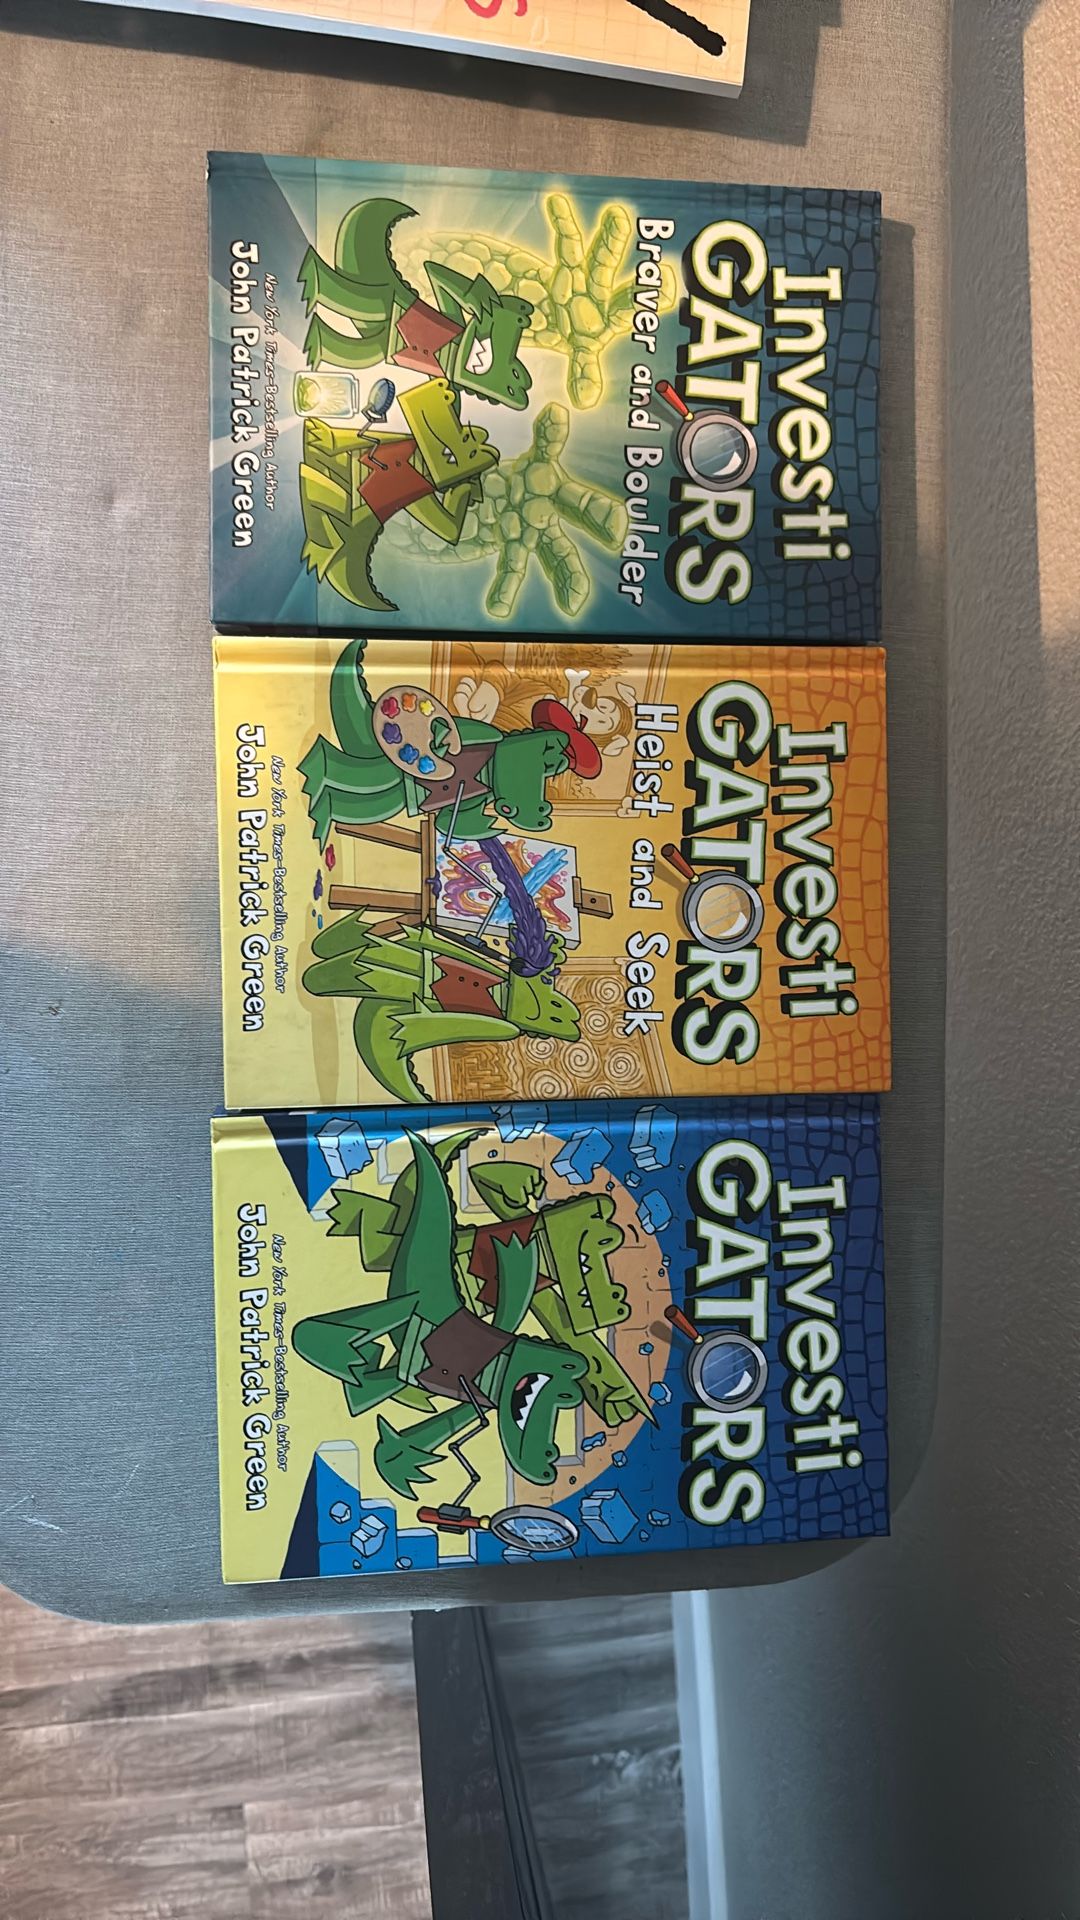 Investi
GATORS
Braver and Boulder
New York Times–Bestselling Author
John Patrick Green
Investi
GATORS
Heist and Seek
New York Times–Bestselling Author
John Patrick Green
Investi
GATORS
New York Times–Bestselling Author
John Patrick Green